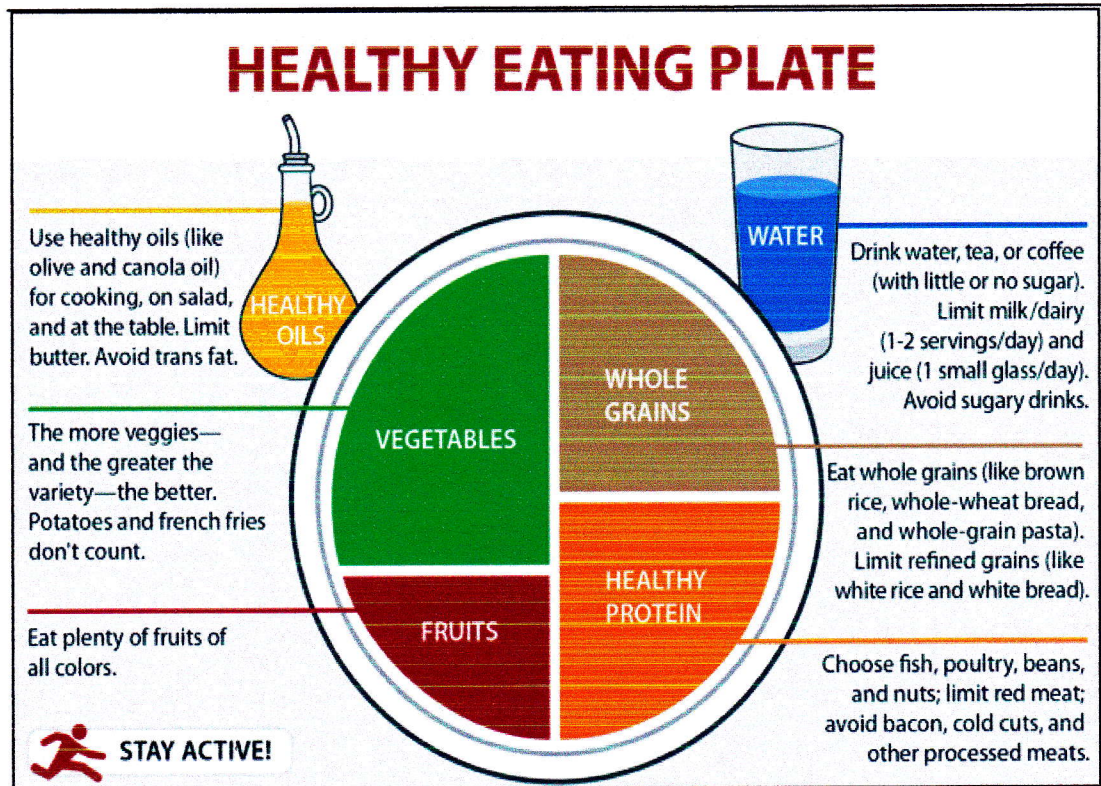 HEALTHY EATING PLATE
Use healthy oils (like
olive and canola oil)
for cooking, on salad,
and at the table. Limit
butter. Avoid trans fat.
HEALTHY
OILS
WATER
Drink water, tea, or coffee
(with little or no sugar).
Limit milk/dairy
(1-2 servings/day) and
juice (1 small glass/day).
Avoid sugary drinks.
The more veggies—
and the greater the
variety—the better.
Potatoes and french fries
don't count.
VEGETABLES
WHOLE
GRAINS
Eat whole grains (like brown
rice, whole-wheat bread,
and whole-grain pasta).
Limit refined grains (like
white rice and white bread).
Eat plenty of fruits of
all colors.
FRUITS
HEALTHY
PROTEIN
Choose fish, poultry, beans,
and nuts; limit red meat;
avoid bacon, cold cuts, and
other processed meats.
STAY ACTIVE!